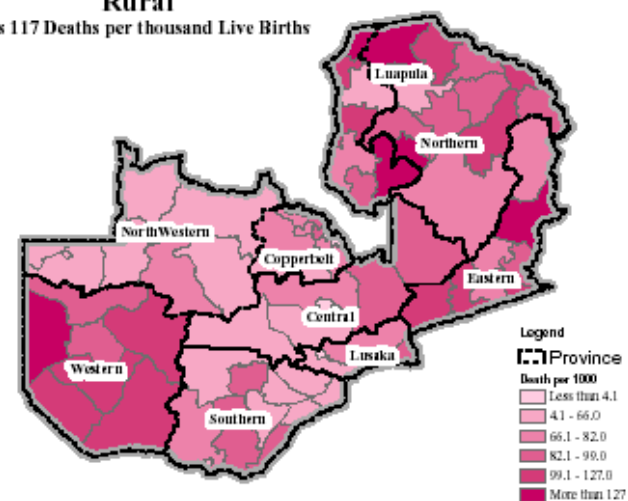 Rural
s 117 Deaths per thousand Live Births
Luapula
Northern
NorthWestern
Copperbelt
Eastern
Central
Lusaka
Western
Southern
Legend
Province
Death per 1000
Less than 4.1
4.1 - 66.0
66.1 - 82.0
82.1 - 99.0
99.1 - 127.0
More than 127